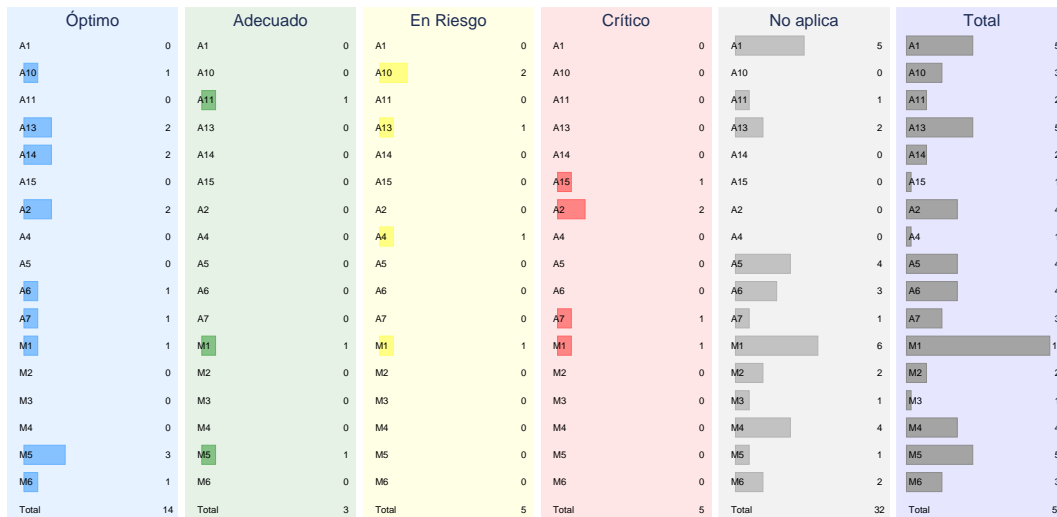 Óptimo Adecuado En Riesgo Crítico No aplica Total
A1 0 A1 0 A1 0 A1 0 A1 5 A1 5
A10 1 A10 0 A10 2 A10 0 A10 0 A10 3
A11 0 A11 1 A11 0 A11 0 A11 1 A11 2
A13 2 A13 0 A13 1 A13 0 A13 2 A13 5
A14 2 A14 0 A14 0 A14 0 A14 0 A14 2
A15 0 A15 0 A15 0 A15 1 A15 0 A15 1
A2 2 A2 0 A2 0 A2 2 A2 0 A2 4
A4 0 A4 0 A4 1 A4 0 A4 0 A4 1
A5 0 A5 0 A5 0 A5 0 A5 4 A5 4
A6 1 A6 0 A6 0 A6 0 A6 3 A6 4
A7 1 A7 0 A7 0 A7 1 A7 1 A7 3
M1 1 M1 1 M1 1 M1 1 M1 6 M1 1
M2 0 M2 0 M2 0 M2 0 M2 2 M2 2
M3 0 M3 0 M3 0 M3 0 M3 1 M3 1
M4 0 M4 0 M4 0 M4 0 M4 4 M4 4
M5 3 M5 1 M5 0 M5 0 M5 1 M5 5
M6 1 M6 0 M6 0 M6 0 M6 2 M6 3
Total 14 Total 3 Total 5 Total 5 Total 32 Total 5